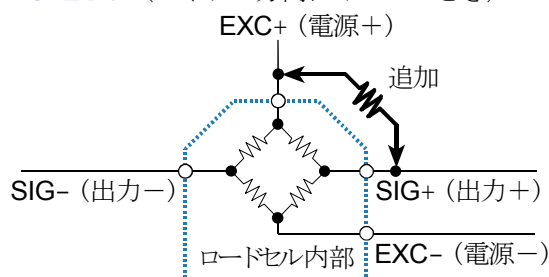 EXC+（電源＋）
追加
SIG-（出力－）
SIG+（出力＋）
ロードセル内部
EXC-（電源－）